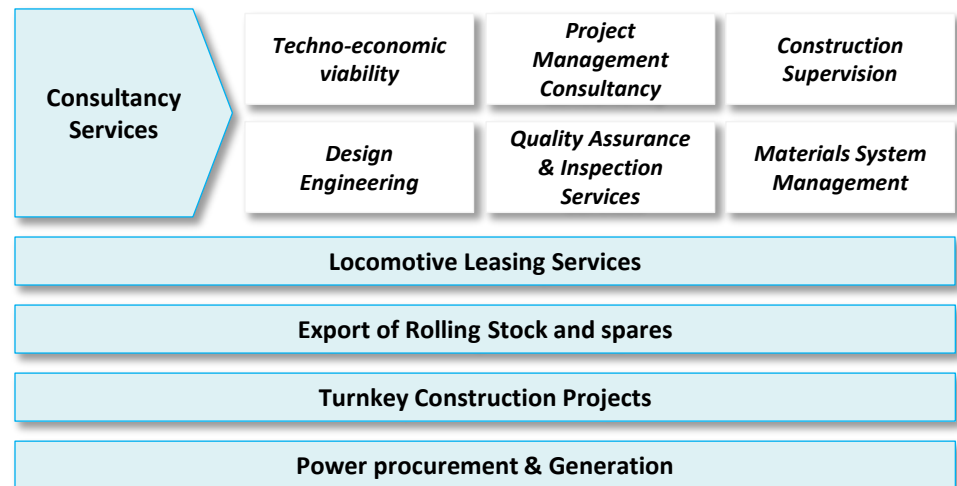 Consultancy
Services
Techno-economic
viability
Project
Management
Consultancy
Construction
Supervision
Design
Engineering
Quality Assurance
& Inspection
Services
Materials System
Management
Locomotive Leasing Services
Export of Rolling Stock and spares
Turnkey Construction Projects
Power procurement & Generation